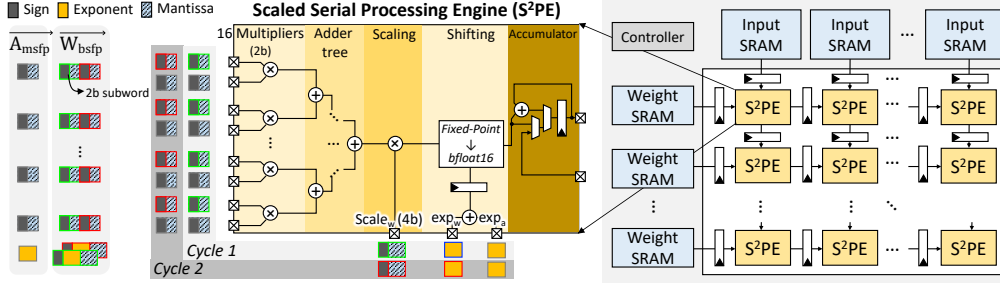 Sign Exponent Mantissa
A_msfp W_bsfp
2b subword
⋮
Scaled Serial Processing Engine (S²PE)
16 Multipliers (2b)
Adder tree
Scaling
Shifting
Accumulator
⋯
⋯
Fixed-Point
↓
bfloat16
Scale_w (4b)
exp_w exp_a
Cycle 1
Cycle 2
Controller
Input SRAM
Input SRAM
...
Input SRAM
Weight SRAM
S²PE S²PE ... S²PE
Weight SRAM
S²PE S²PE ... S²PE
⋮
Weight SRAM
S²PE S²PE ... S²PE